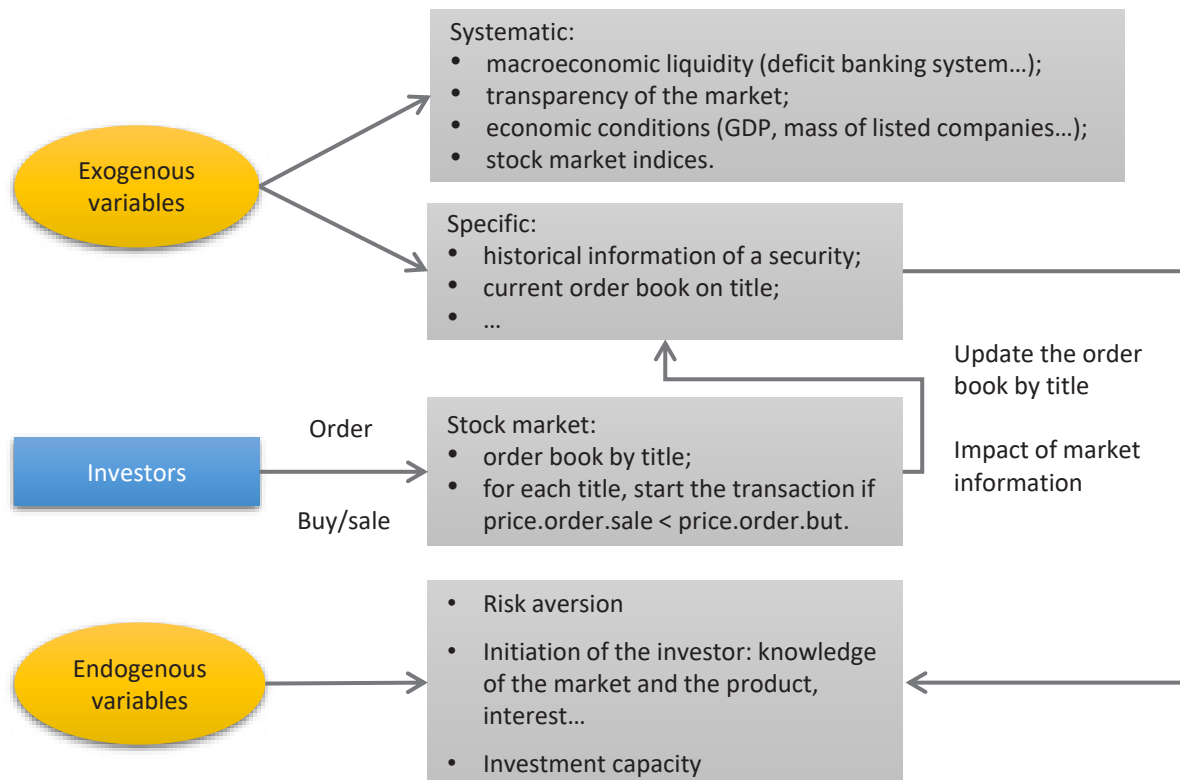 Systematic:
• macroeconomic liquidity (deficit banking system…);
• transparency of the market;
• economic conditions (GDP, mass of listed companies…);
• stock market indices.
Exogenous
variables
Specific:
• historical information of a security;
• current order book on title;
• …
Update the order
book by title
Impact of market
information
Order
Investors
Buy/sale
Stock market:
• order book by title;
• for each title, start the transaction if
price.order.sale < price.order.but.
Endogenous
variables
• Risk aversion
• Initiation of the investor: knowledge
of the market and the product,
interest…
• Investment capacity